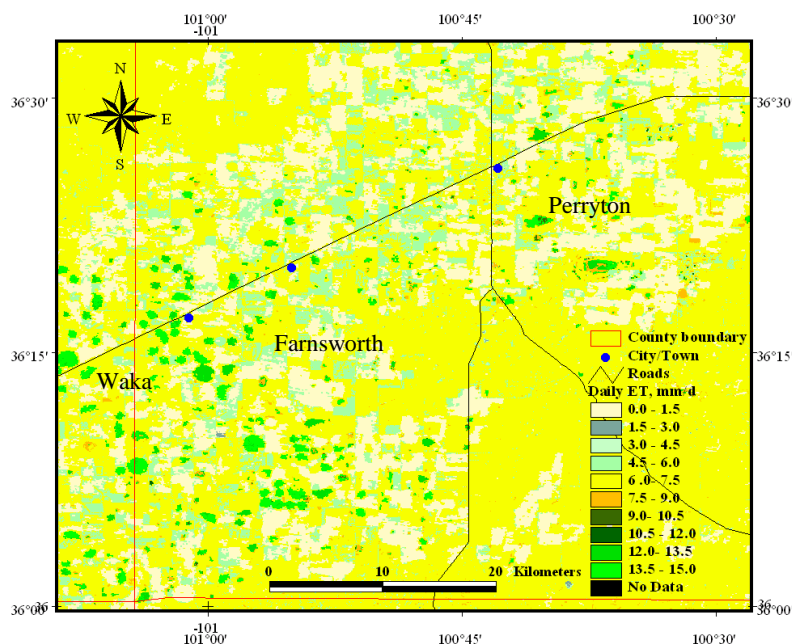 101°00' 100°45' 100°30'
-101
36°30' 36°30'
N
W E
S
Perryton
Farnsworth
Waka
36°15' 36°15'
County boundary
City/Town
Roads
Daily ET, mm/d
0.0 - 1.5
1.5 - 3.0
3.0 - 4.5
4.5 - 6.0
6.0 - 7.5
7.5 - 9.0
9.0- 10.5
10.5 - 12.0
12.0- 13.5
13.5 - 15.0
No Data
0 10 20 Kilometers
36°00' 36°00'
-101
101°00' 100°45' 100°30'